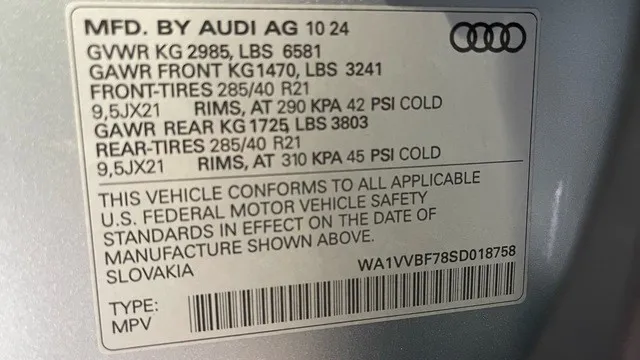 MFD. BY AUDI AG 10 24
GVWR KG 2985, LBS 6581
GAWR FRONT KG1470, LBS 3241
FRONT-TIRES 285/40 R21
9,5JX21 RIMS, AT 290 KPA 42 PSI COLD
GAWR REAR KG 1725, LBS 3803
REAR-TIRES 285/40 R21
9,5JX21 RIMS, AT 310 KPA 45 PSI COLD
THIS VEHICLE CONFORMS TO ALL APPLICABLE
U.S. FEDERAL MOTOR VEHICLE SAFETY
STANDARDS IN EFFECT ON THE DATE OF
MANUFACTURE SHOWN ABOVE.
SLOVAKIA
WA1VVBF78SD018758
TYPE:
MPV